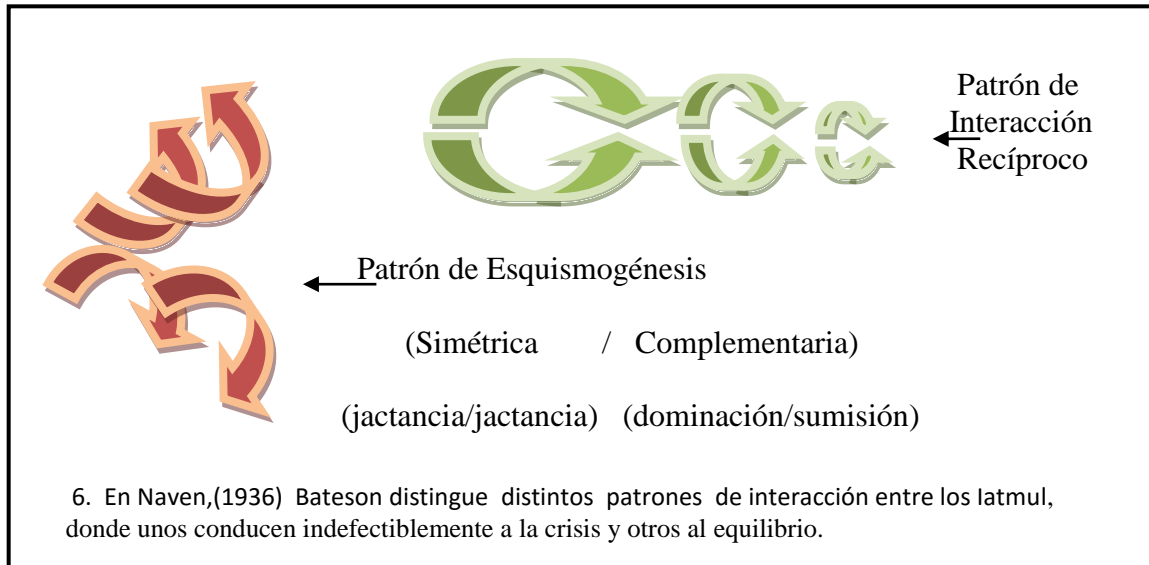 Patrón de
Interacción
Recíproco
Patrón de Esquismogénesis
(Simétrica / Complementaria)
(jactancia/jactancia) (dominación/sumisión)
6. En Naven,(1936) Bateson distingue distintos patrones de interacción entre los Iatmul,
donde unos conducen indefectiblemente a la crisis y otros al equilibrio.